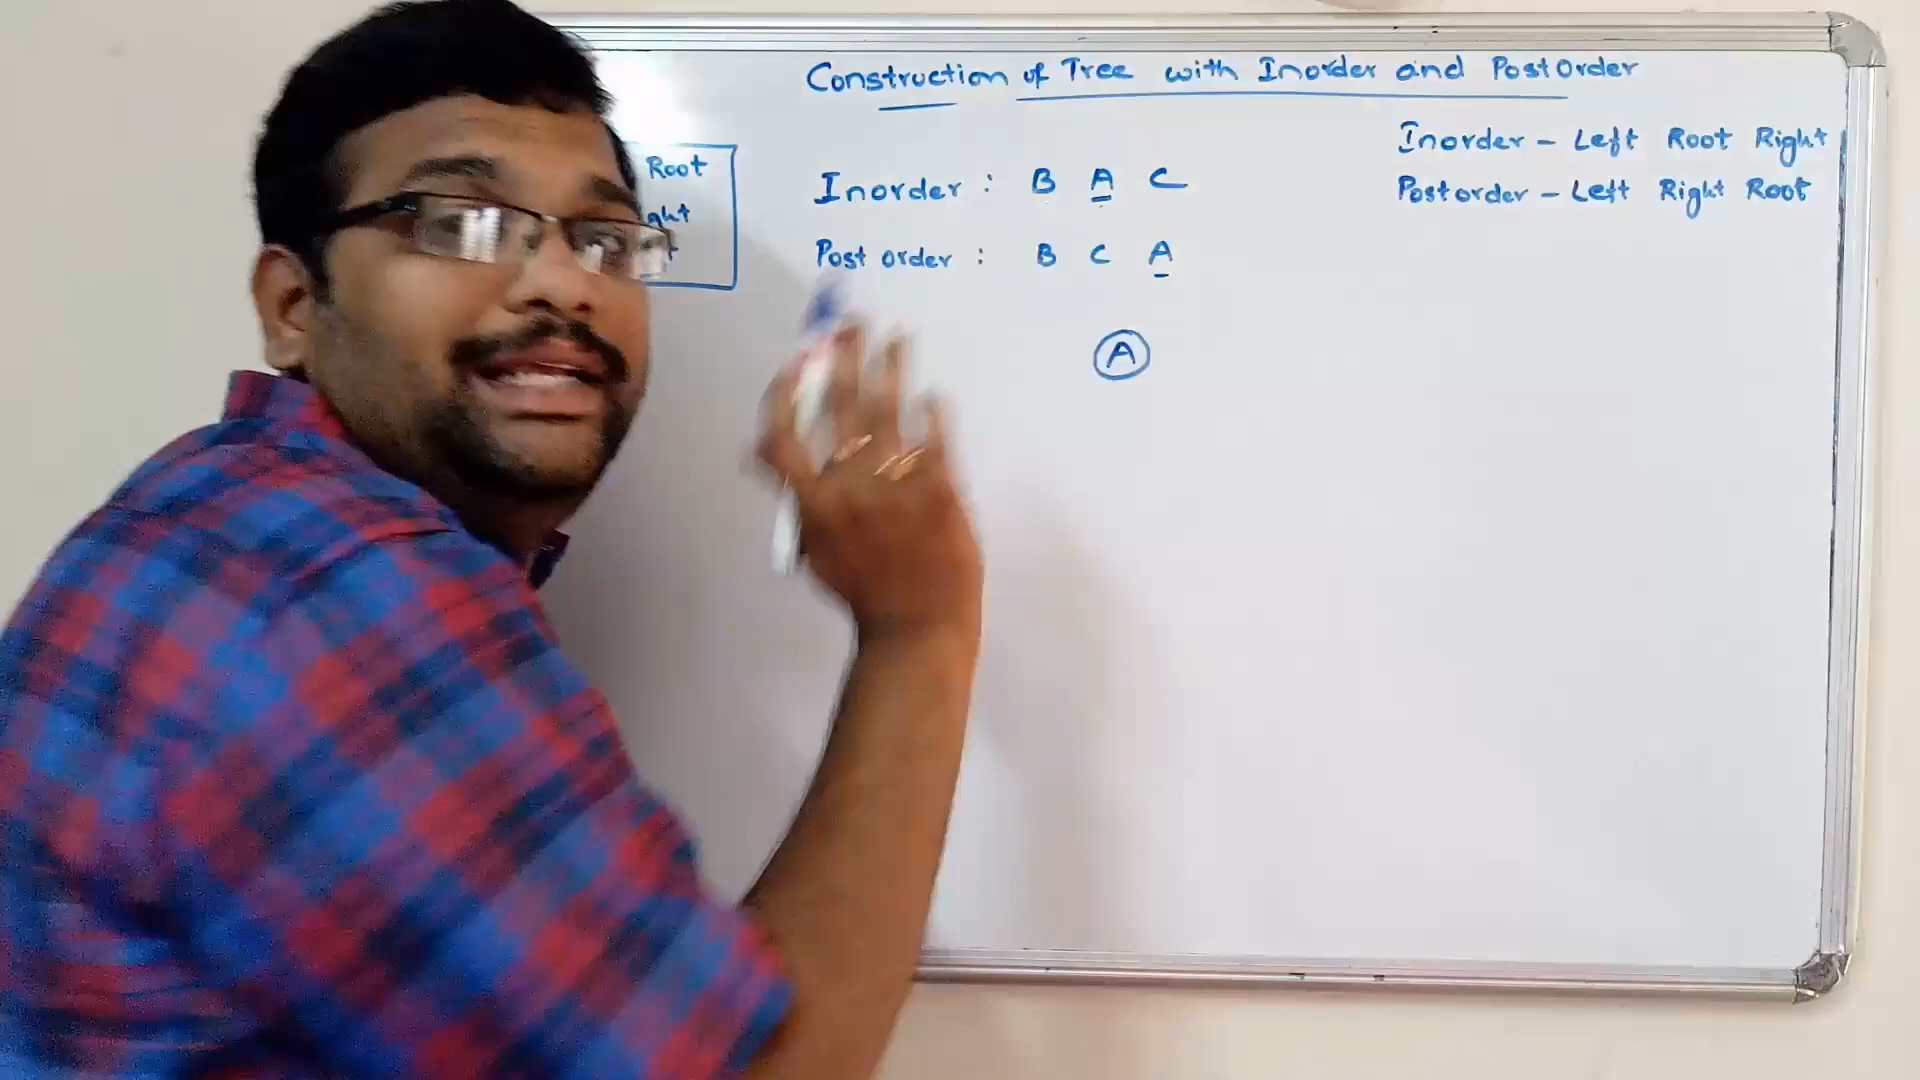 Construction of Tree with Inorder and PostOrder
Root
Inorder : B A C
Post order : B C A
A
Inorder - Left Root Right
Postorder - Left Right Root